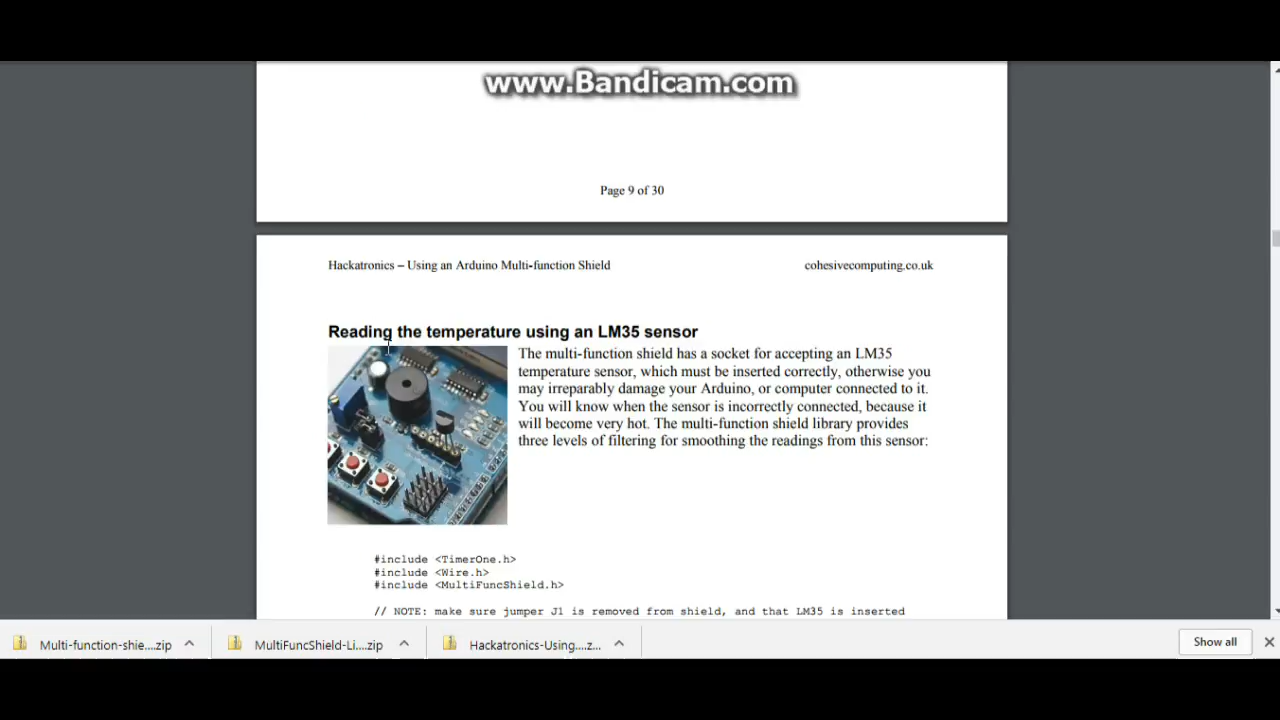 www.Bandicam.com
Page 9 of 30
Hackatronics – Using an Arduino Multi-function Shield
cohesivecomputing.co.uk
Reading the temperature using an LM35 sensor
The multi-function shield has a socket for accepting an LM35
temperature sensor, which must be inserted correctly, otherwise you
may irreparably damage your Arduino, or computer connected to it.
You will know when the sensor is incorrectly connected, because it
will become very hot. The multi-function shield library provides
three levels of filtering for smoothing the readings from this sensor:
#include <TimerOne.h>
#include <Wire.h>
#include <MultiFuncShield.h>
// NOTE: make sure jumper J1 is removed from shield, and that LM35 is inserted
Multi-function-shie....zip
MultiFuncShield-Li....zip
Hackatronics-Using....z...
Show all